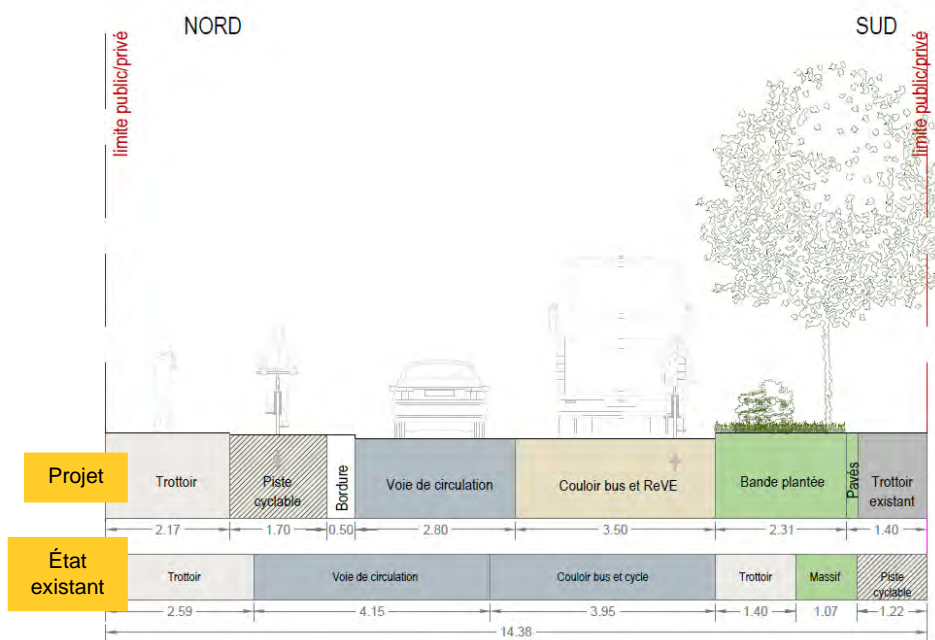 NORD
SUD
limite public/privé
limite public/privé
Projet
Trottoir
Piste
cyclable
Bordure
Voie de circulation
Couloir bus et ReVE
Bande plantée
Pavés
Trottoir
existant
2.17
1.70
0.50
2.80
3.50
2.31
1.40
État
existant
Trottoir
Voie de circulation
Couloir bus et cycle
Trottoir
Massif
Piste
cyclable
2.59
4.15
3.95
1.40
1.07
1.22
14.38